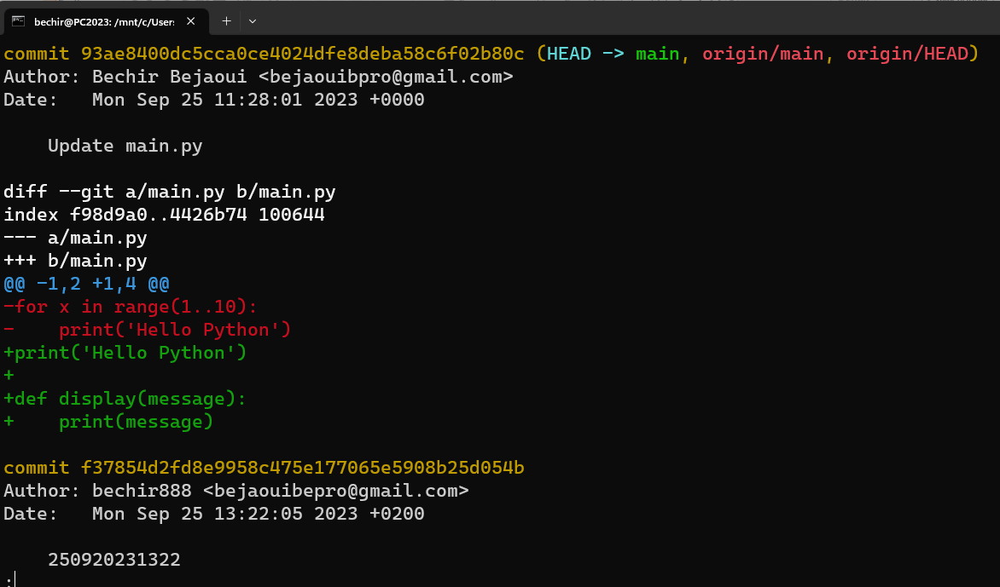 bechir@PC2023: /mnt/c/User:
commit 93ae8400dc5cca0ce4024dfe8deba58c6f02b80c (HEAD -> main, origin/main, origin/HEAD)
Author: Bechir Bejaoui <bejaouibpro@gmail.com>
Date:   Mon Sep 25 11:28:01 2023 +0000

    Update main.py

diff --git a/main.py b/main.py
index f98d9a0..4426b74 100644
--- a/main.py
+++ b/main.py
@@ -1,2 +1,4 @@
-for x in range(1..10):
-    print('Hello Python')
+print('Hello Python')
+
+def display(message):
+    print(message)

commit f37854d2fd8e9958c475e177065e5908b25d054b
Author: bechir888 <bejaouibepro@gmail.com>
Date:   Mon Sep 25 13:22:05 2023 +0200

    250920231322
: